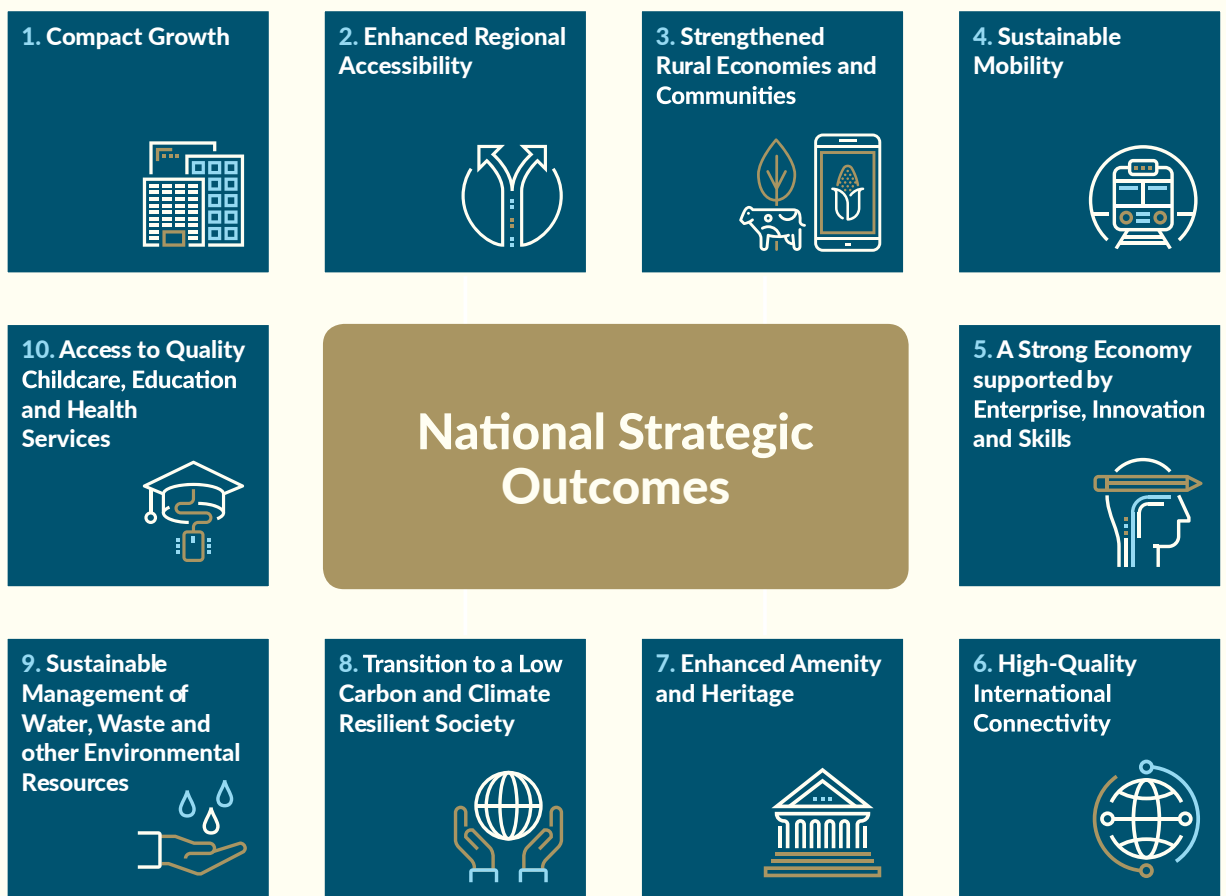 1. Compact Growth
2. Enhanced Regional
Accessibility
3. Strengthened
Rural Economies and
Communities
4. Sustainable
Mobility
10. Access to Quality
Childcare, Education
and Health
Services
National Strategic
Outcomes
5. A Strong Economy
supported by
Enterprise, Innovation
and Skills
9. Sustainable
Management of
Water, Waste and
other Environmental
Resources
8. Transition to a Low
Carbon and Climate
Resilient Society
7. Enhanced Amenity
and Heritage
6. High-Quality
International
Connectivity